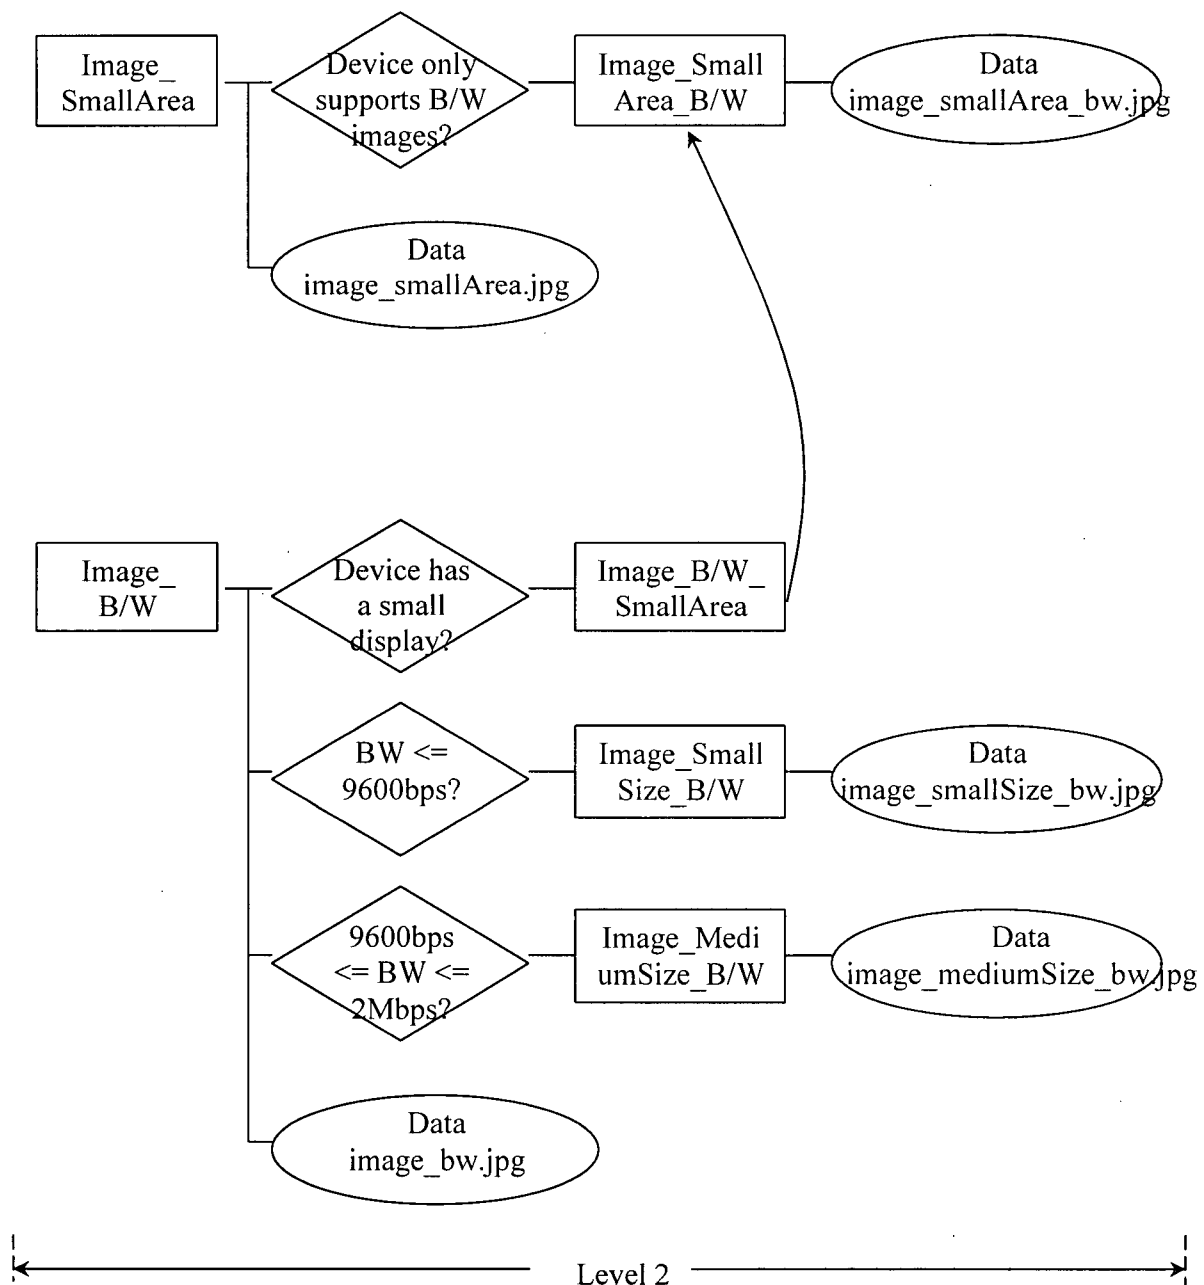 Image_
SmallArea
Device only
supports B/W
images?
Image_Small
Area_B/W
Data
image_smallArea_bw.jpg
Data
image_smallArea.jpg
Image_
B/W
Device has
a small
display?
Image_B/W_
SmallArea
BW <=
9600bps?
Image_Small
Size_B/W
Data
image_smallSize_bw.jpg
9600bps
<= BW <=
2Mbps?
Image_Medi
umSize_B/W
Data
image_mediumSize_bw.jpg
Data
image_bw.jpg
Level 2